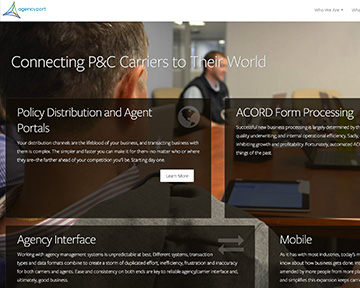 agencyport
Who We Are
Connecting P&C Carriers to Their World
Policy Distribution and Agent
Portals
Your distribution channels are the lifeblood of your business, and transacting business with
them is complex. The simpler and faster you can make it for them–no matter who or where
they are–the farther ahead of your competition you'll be. Starting day one.
Learn More
ACORD Form Processing
Successful new business processing is largely determined by th
quality underwriting, and internal operational efficiency. Sadly,
inhibiting growth and profitability. Fortunately, automated ACO
things of the past.
Agency Interface
Working with agency management systems is unpredictable at best. Different systems, transaction
types and data formats combine to create a storm of duplicated effort, inefficiency, frustration and inaccuracy
for both carriers and agents. Ease and consistency on both ends are key to reliable agency/carrier interface and,
ultimately, good business.
Mobile
As it has with most industries, today's m
know about how business gets done in
amended by more people from more pl
and simplifies this expansion keeps carri